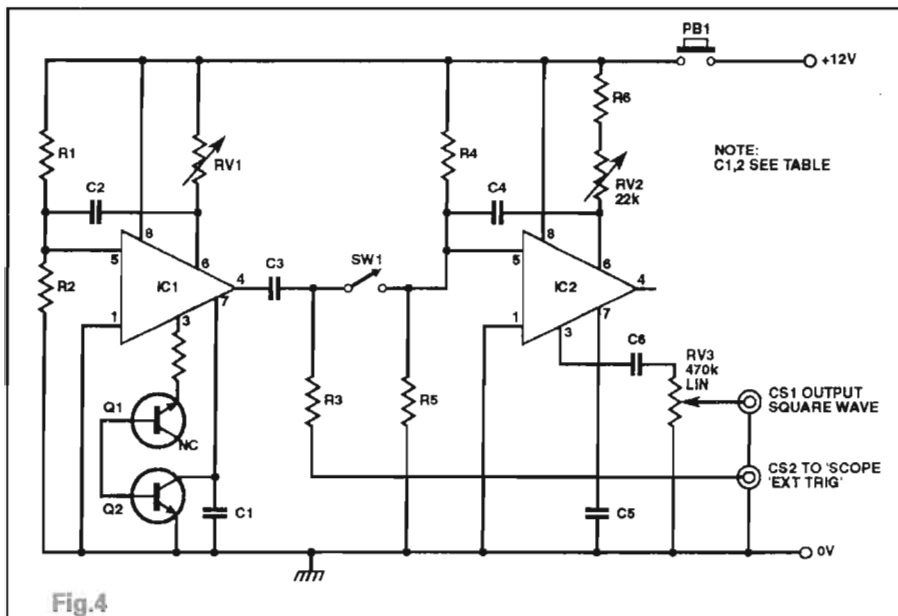 PB1
+12V
R1
RV1
R4
R6
NOTE:
C1,2 SEE TABLE
C2
C4
RV2
22k
8
8
5
6
5
6
R2
IC1
4
C3
SW1
IC2
4
7
7
1
3
1
3
C6
RV3
470k
LIN
Q1
NC
R3
R5
CS1 OUTPUT
SQUARE WAVE
Q2
C1
C5
CS2 TO 'SCOPE
'EXT TRIG'
0V
Fig.4